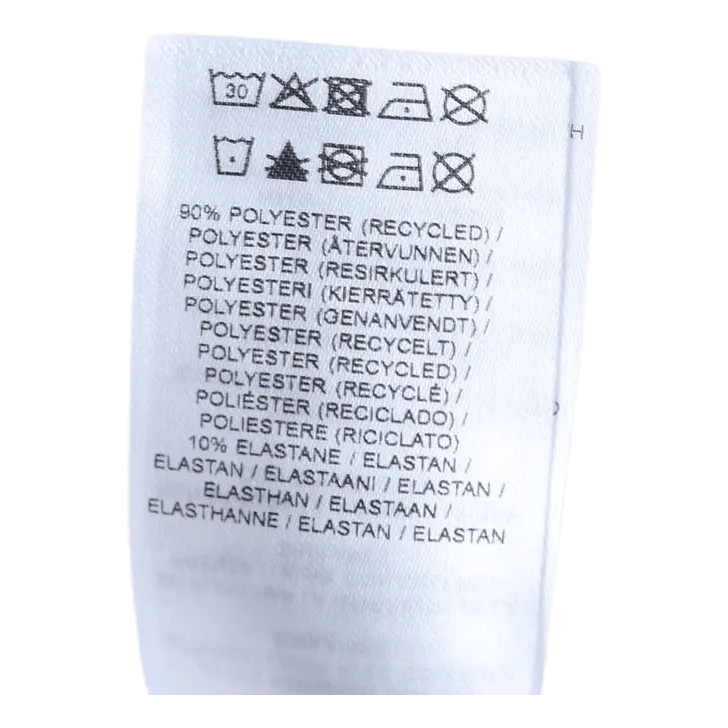 30
90% POLYESTER (RECYCLED) /
POLYESTER (ÅTERVUNNEN) /
POLYESTER (RESIRKULERT) /
POLYESTERI (KIERRÄTETTY) /
POLYESTER (GENANVENDT) /
POLYESTER (RECYCELT) /
POLYESTER (RECYCLED) /
POLYESTER (RECYCLÉ) /
POLIÉSTER (RECICLADO) /
POLIESTERE (RICICLATO)
10% ELASTANE / ELASTAN /
ELASTAN / ELASTAANI / ELASTAN /
ELASTHAN / ELASTAAN /
ELASTHANNE / ELASTAN / ELASTAN
H